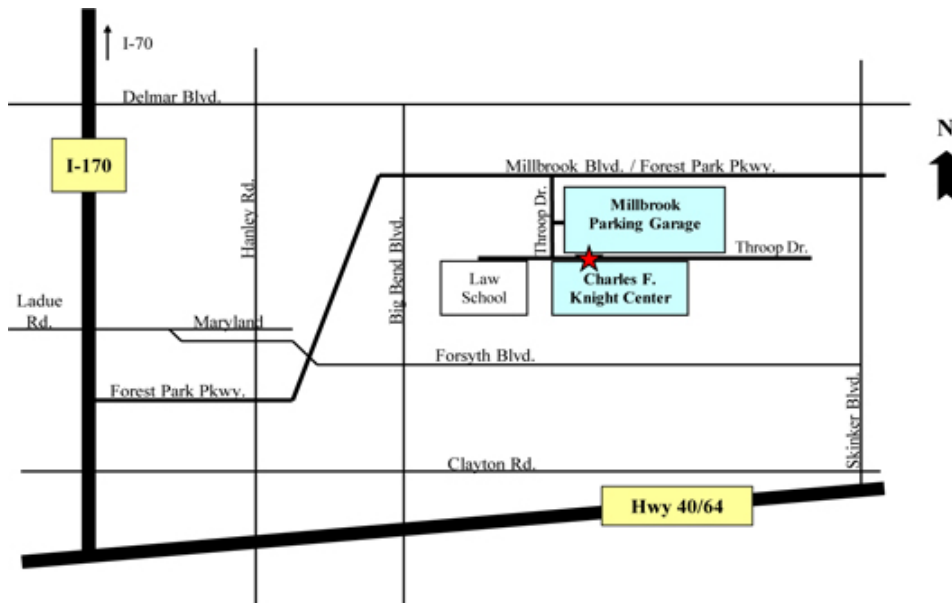 I-70
Delmar Blvd.
N
I-170
Millbrook Blvd. / Forest Park Pkwy.
Hanley Rd.
Big Bend Blvd.
Throop Dr.
Millbrook
Parking Garage
Throop Dr.
Law
School
Charles F.
Knight Center
Ladue
Rd.
Maryland
Forsyth Blvd.
Forest Park Pkwy.
Skinker Blvd.
Clayton Rd.
Hwy 40/64